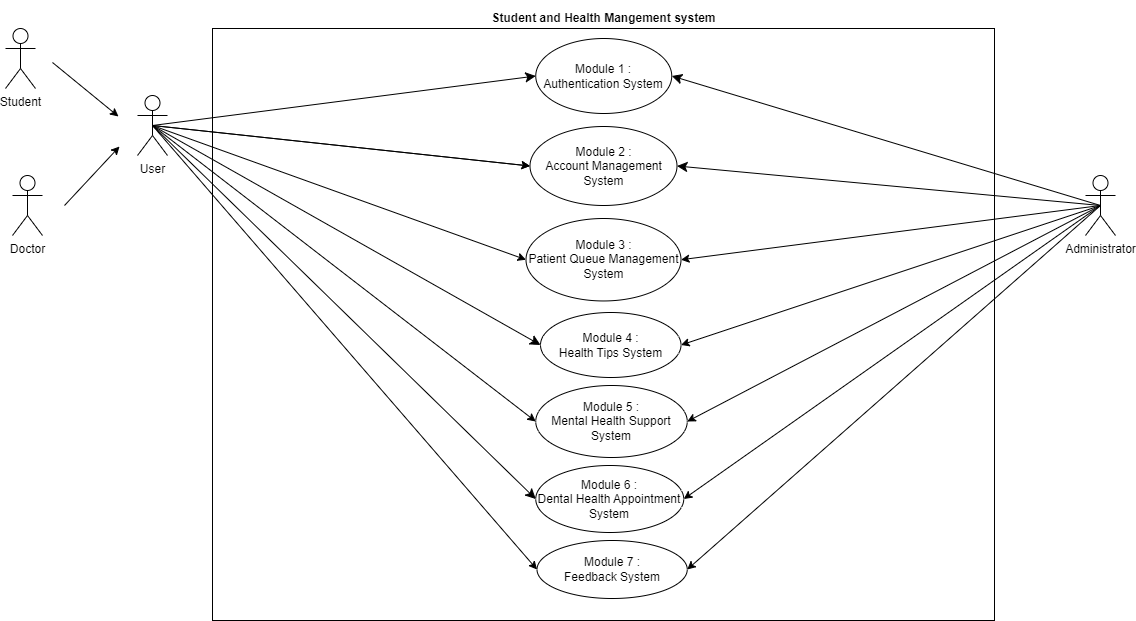 Student and Health Mangement system
Student
User
Doctor
Administrator
Module 1 :
Authentication System
Module 2 :
Account Management
System
Module 3 :
Patient Queue Management
System
Module 4 :
Health Tips System
Module 5 :
Mental Health Support
System
Module 6 :
Dental Health Appointment
System
Module 7 :
Feedback System